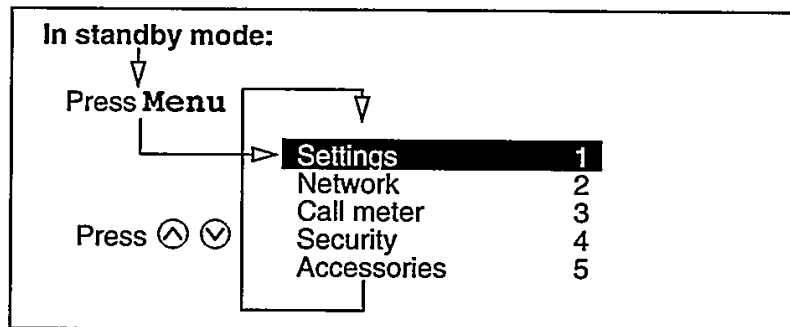 In standby mode:
Press Menu
Settings 1
Network 2
Call meter 3
Security 4
Accessories 5
Press